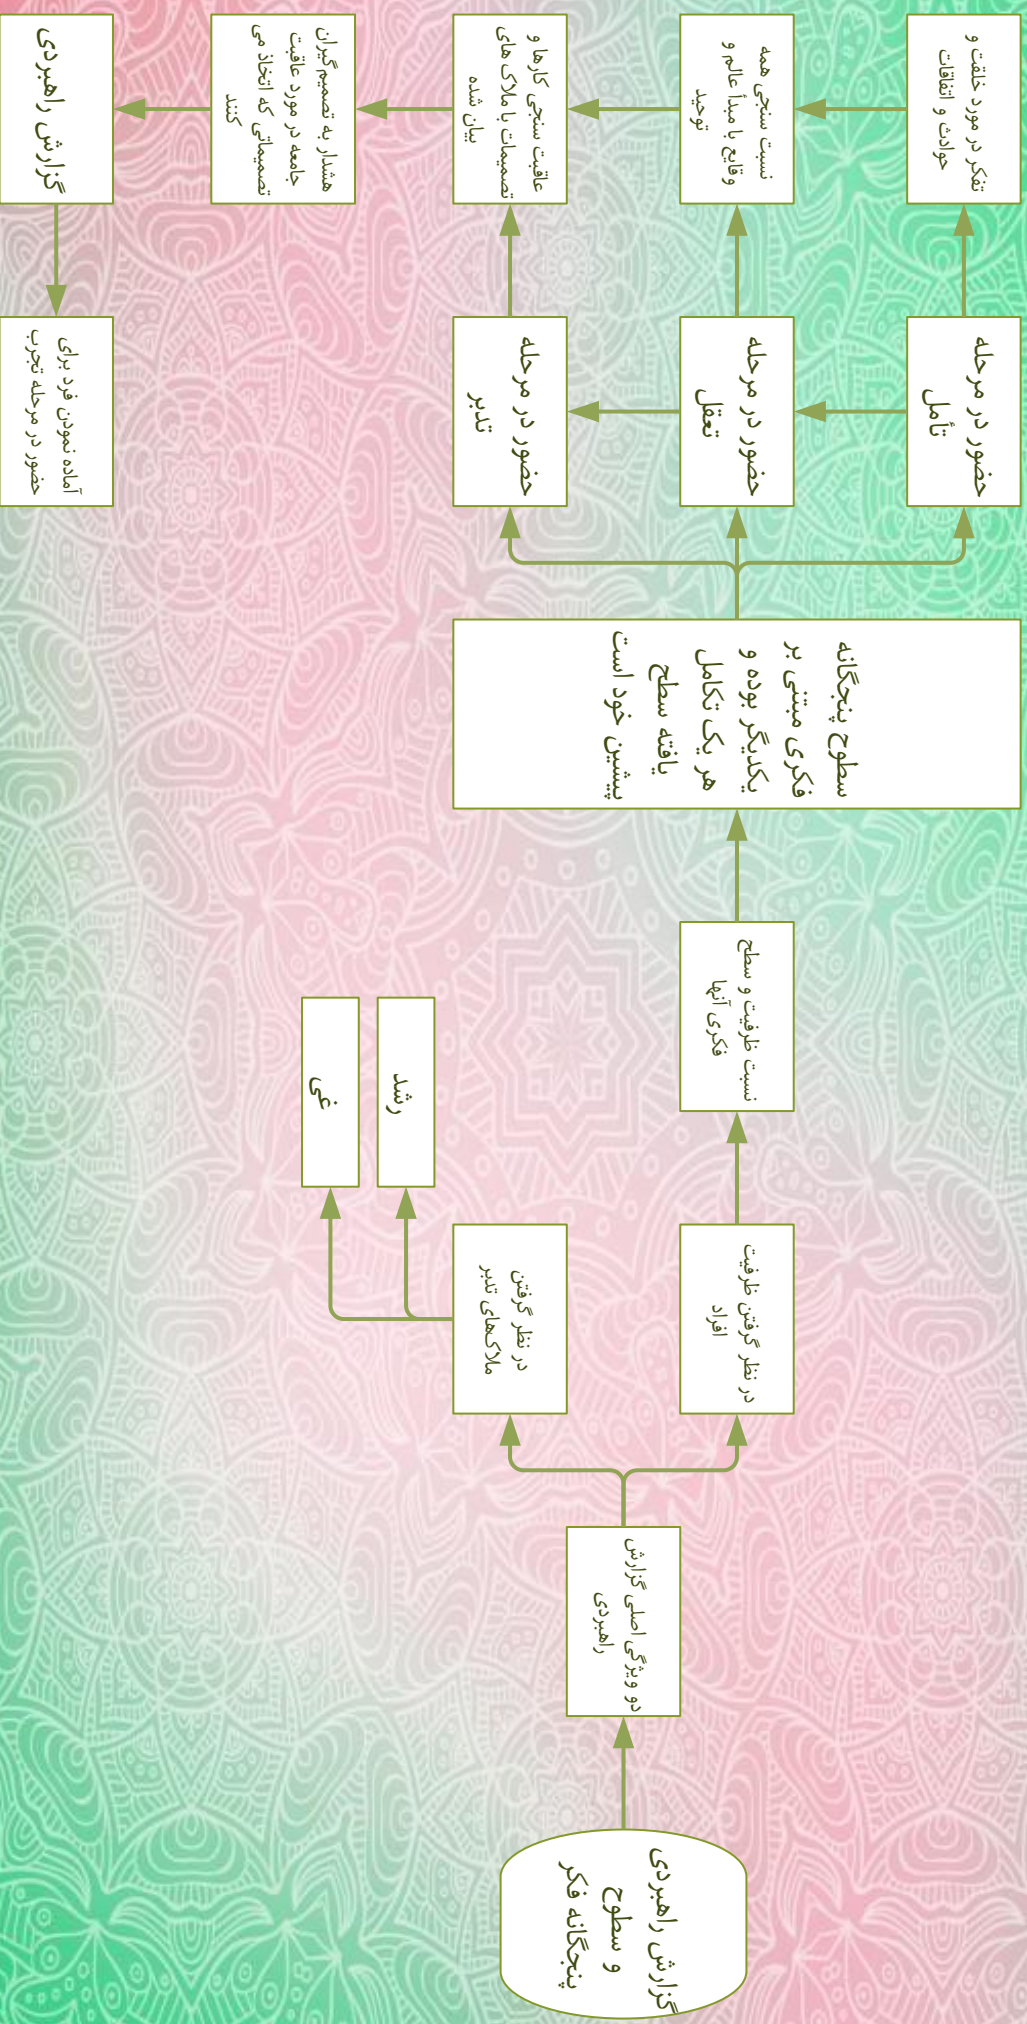 گزارش راهبردی
و سطوح
پنجگانه فکر
دو ویژگی اصلی گزارش
راهبردی
در نظر گرفتن ظرفیت
افراد
در نظر گرفتن
ملاک‌های تدبر
رشد
غی
نسبت ظرفیت و سطح
فکری آنها
سطوح پنجگانه
فکری مبتنی بر
یکدیگر بوده و
هر یک تکامل
یافته سطح
پیشین خود است
حضور در مرحله
تأمل
حضور در مرحله
تعقل
حضور در مرحله
تدبر
تفکر در مورد خلقت و
حوادث و اتفاقات
نسبت سنجی همه
وقایع با مبدأ عالم و
توحید
عاقبت سنجی کارها و
تصمیمات با ملاک های
بیان شده
هشدار به تصمیم‌گیران
جامعه در مورد عاقبت
تصمیماتی که اتخاذ می
کنند
گزارش راهبردی
آماده نمودن فرد برای
حضور در مرحله تجرب